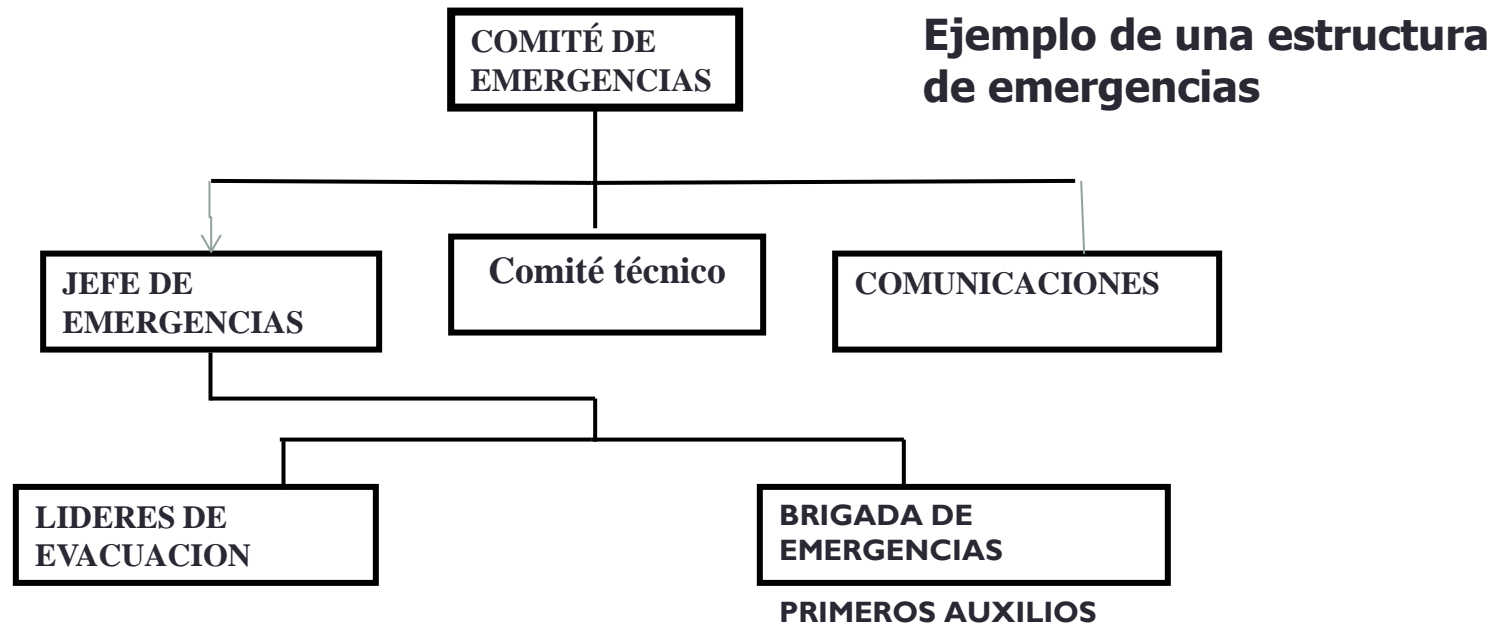 Ejemplo de una estructura
de emergencias
COMITÉ DE
EMERGENCIAS
JEFE DE
EMERGENCIAS
Comité técnico
COMUNICACIONES
LIDERES DE
EVACUACION
BRIGADA DE
EMERGENCIAS
PRIMEROS AUXILIOS